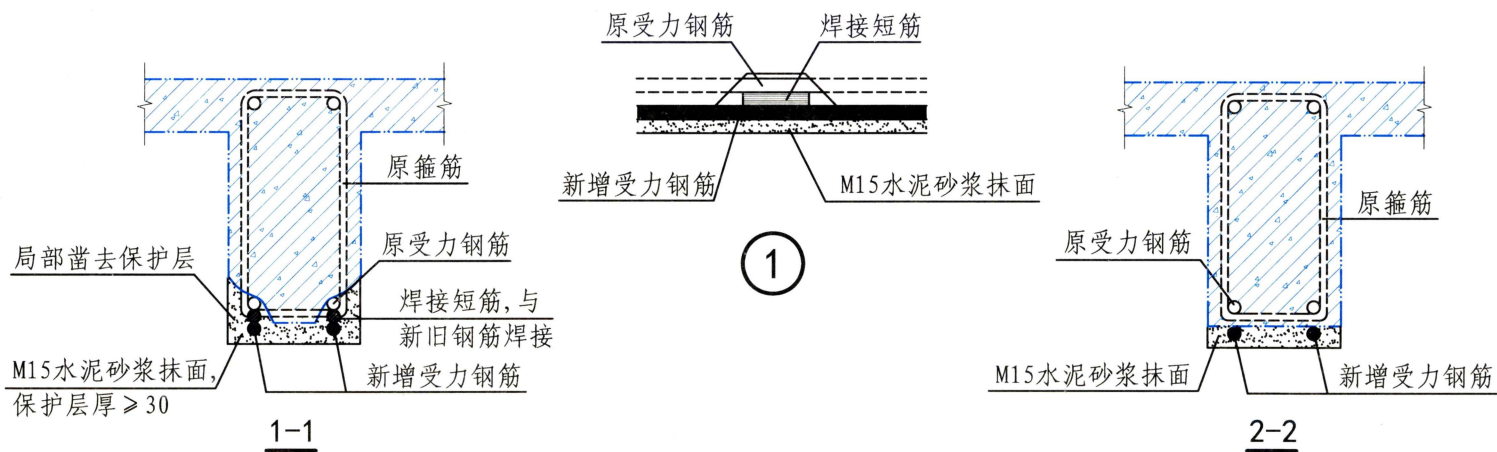 原箍筋
局部凿去保护层
原受力钢筋
焊接短筋,与
新旧钢筋焊接
M15水泥砂浆抹面,
保护层厚≥30
新增受力钢筋
1-1
原受力钢筋
焊接短筋
新增受力钢筋
M15水泥砂浆抹面
1
原箍筋
原受力钢筋
M15水泥砂浆抹面
新增受力钢筋
2-2